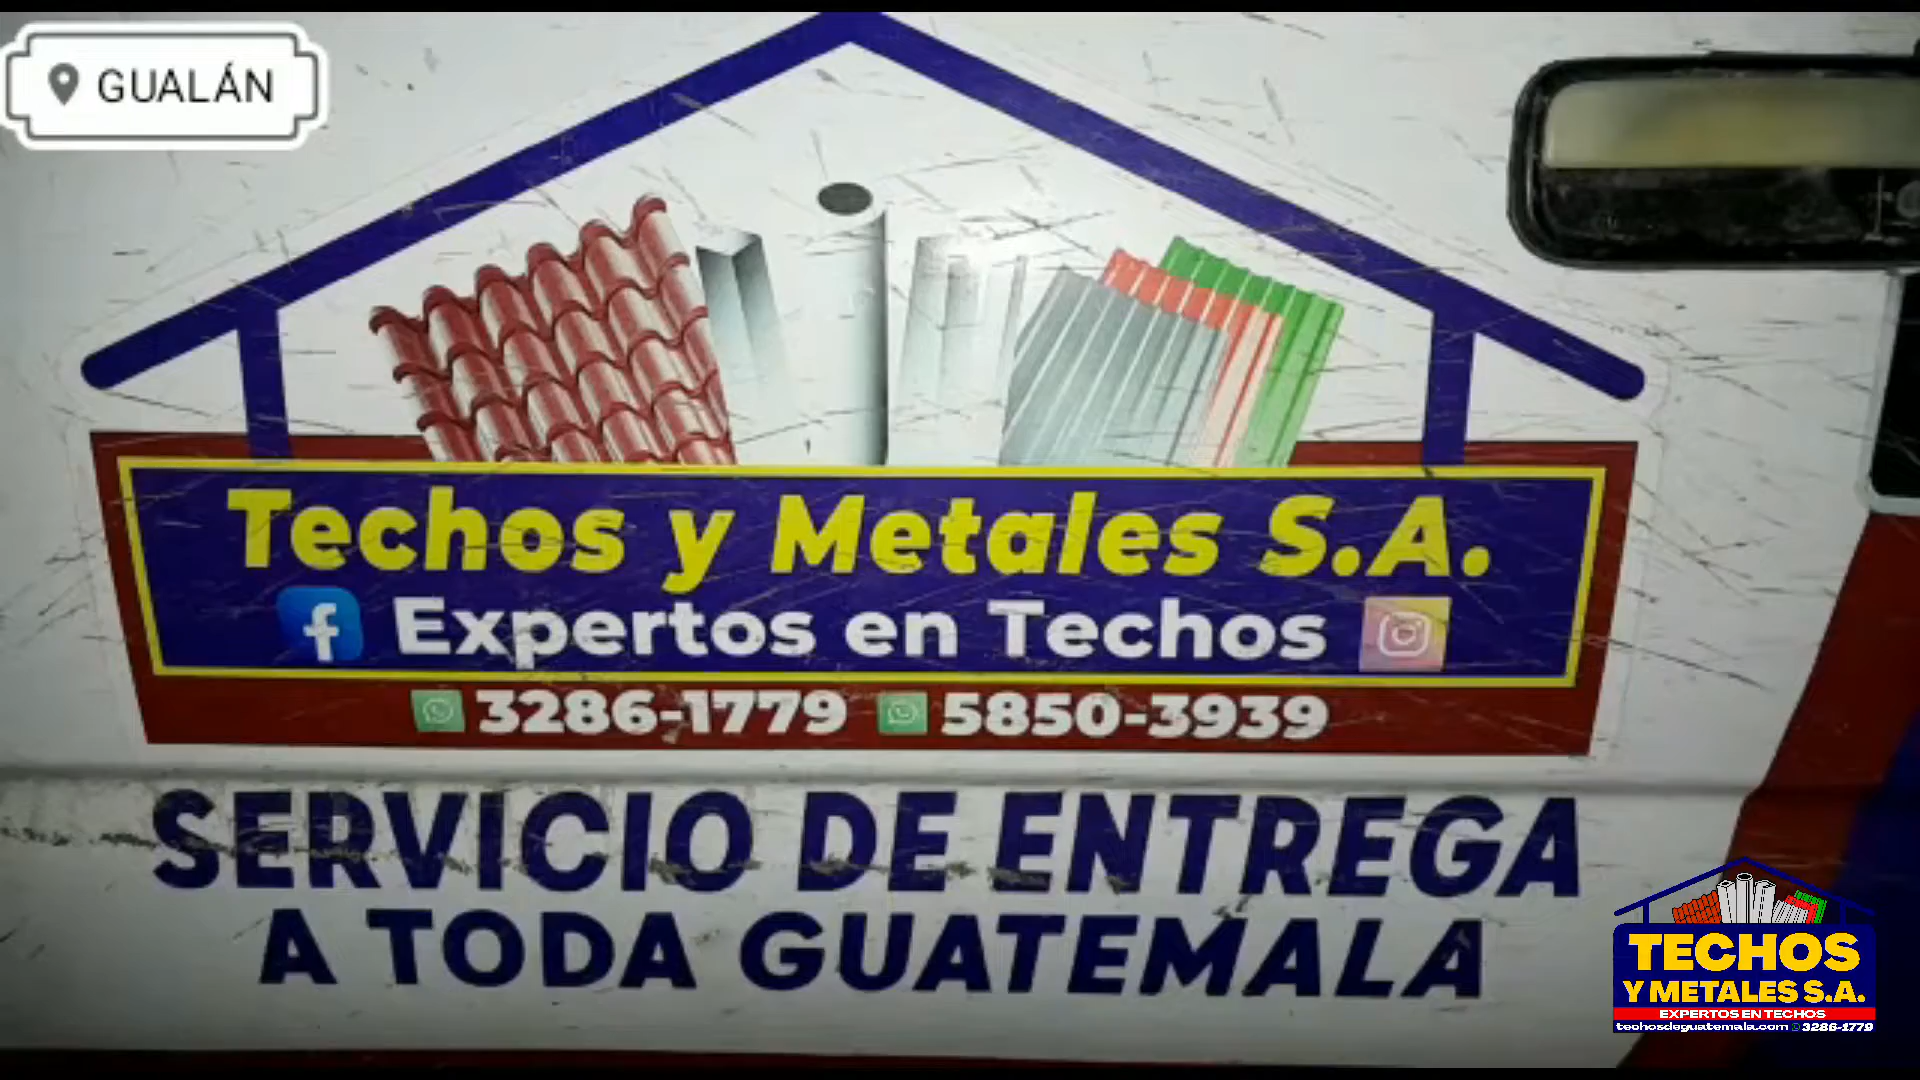 GUALÁN
Techos y Metales S.A.
Expertos en Techos
3286-1779 5850-3939
SERVICIO DE ENTREGA
A TODA GUATEMALA
TECHOS
Y METALES S.A.
EXPERTOS EN TECHOS
techosdeguatemala.com 3286-1779